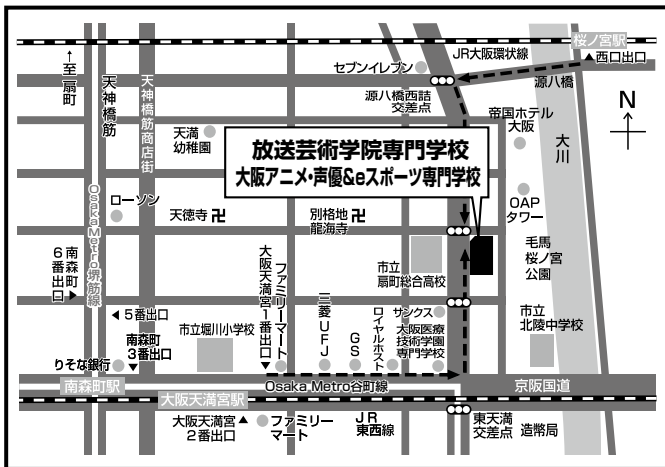 桜ノ宮駅
JR大阪環状線
▲西口出口
↑至 扇町
セブンイレブン
源八橋
源八橋西詰
交差点
N
天神橋筋
天神橋筋商店街
天満
幼稚園
帝国ホテル
大阪
大川
放送芸術学院専門学校
大阪アニメ・声優&eスポーツ専門学校
OsakaMetro堺筋線
ローソン
天徳寺 卍
別格地
龍海寺 卍
OAP
タワー
毛馬
桜ノ宮
公園
南森町
6番出口▶
◀5番出口
南森町
3番出口
▼
市立堀川小学校
大阪天満宮1番出口
▼
ファミリーマート
三菱UFJ
GS
ロイヤルホスト
市立
扇町総合高校
サンクス
大阪医療
技術学園
専門学校
市立
北陵中学校
りそな銀行
南森町駅
Osaka Metro谷町線
京阪国道
大阪天満宮駅
大阪天満宮▲
2番出口
ファミリー
マート
JR
東西線
東天満
交差点
造幣局